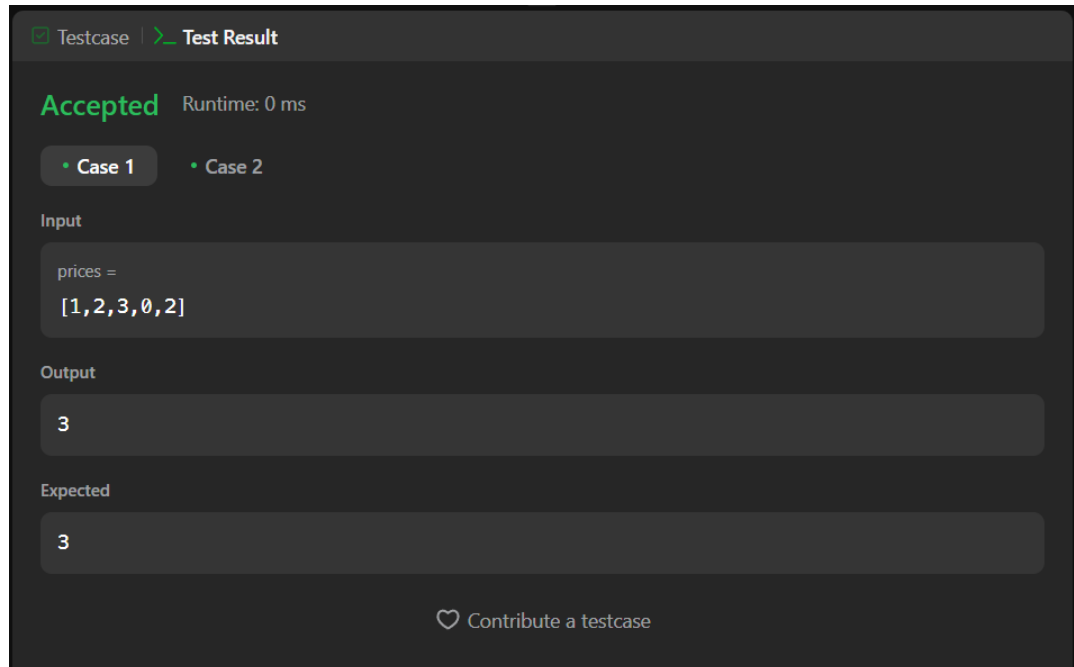 Testcase | >_ Test Result
Accepted Runtime: 0 ms
• Case 1 • Case 2
Input
prices =
[1,2,3,0,2]
Output
3
Expected
3
Contribute a testcase